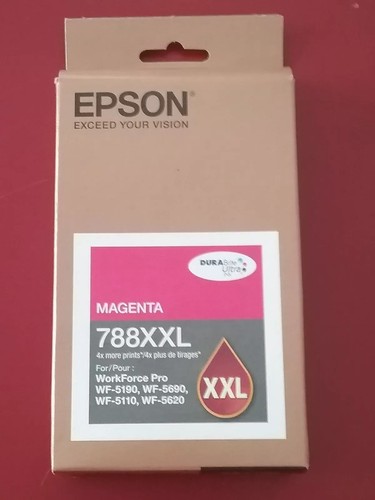 EPSON®
EXCEED YOUR VISION
DURABrite
Ultra
Ink
MAGENTA
788XXL
4x more prints*/4x plus de tirages*
For/Pour :
WorkForce Pro
WF-5190, WF-5690,
WF-5110, WF-5620
XXL